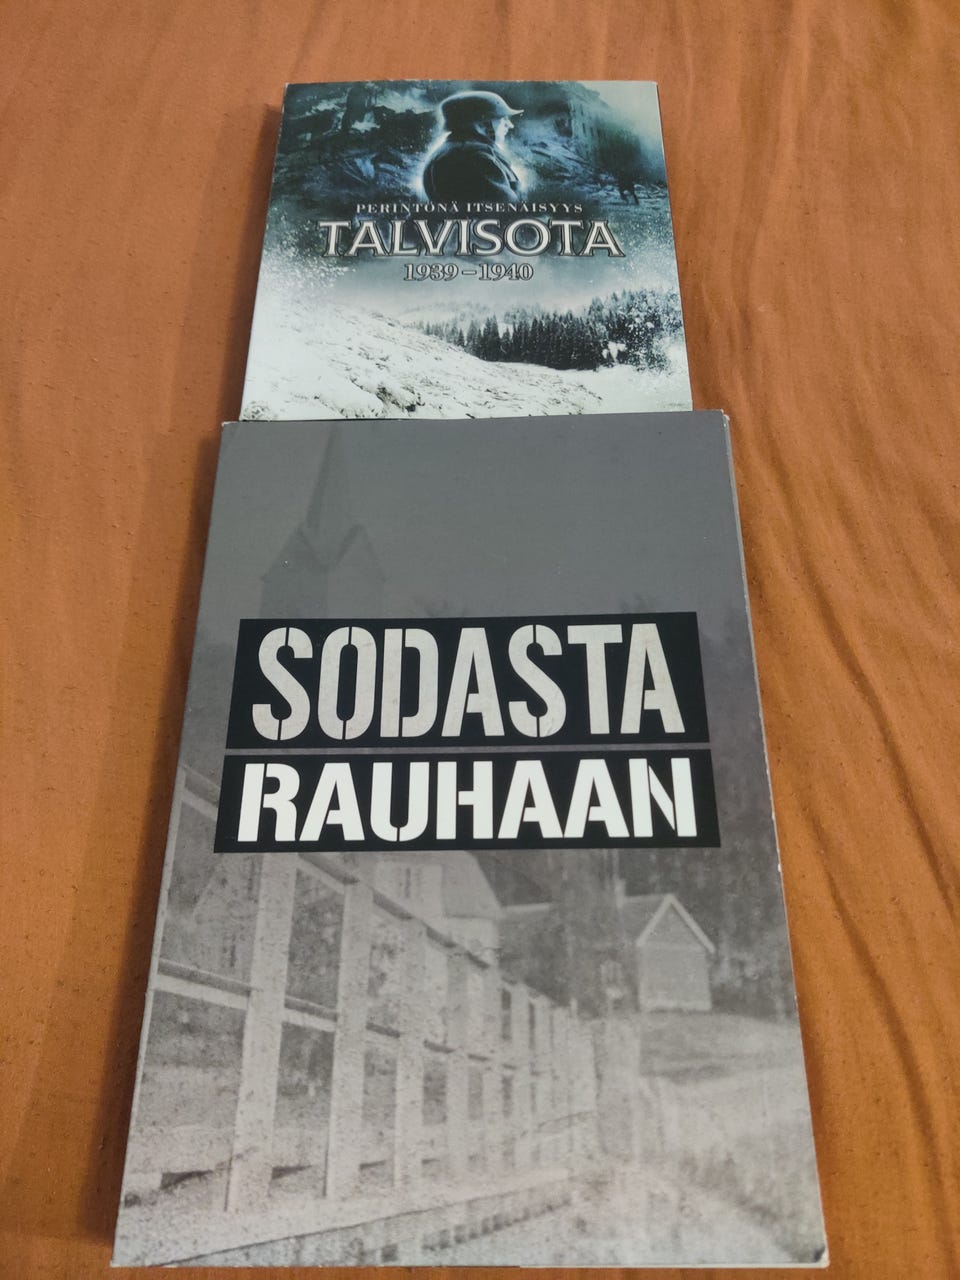 PERINTÖNÄ ITSENÄISYYS
TALVISOTA
1939–1940
SODASTA
RAUHAAN